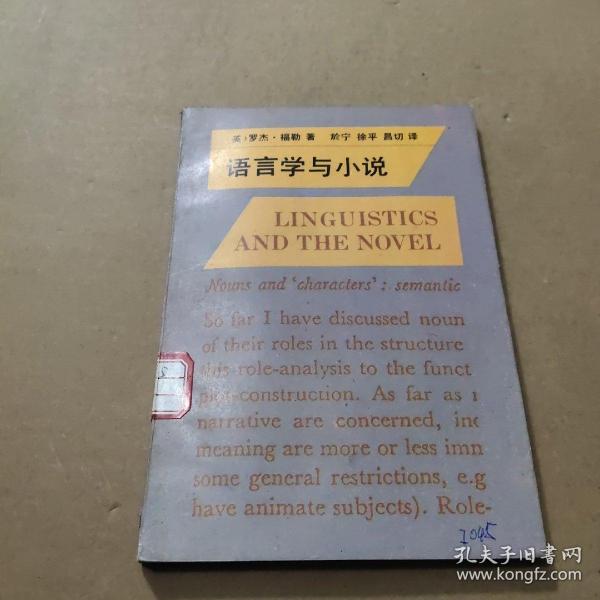 英·罗杰·福勒 著 於宁 徐平 昌切 译
语言学与小说
LINGUISTICS
AND THE NOVEL
Nouns and 'characters': semantic
So far I have discussed noun
of their roles in the structure
this role-analysis to the funct
plot-construction. As far as
narrative are concerned, inc
meaning are more or less imn
some general restrictions, e.g
have animate subjects). Role-
I045
孔夫子旧书网
www.kongfz.com